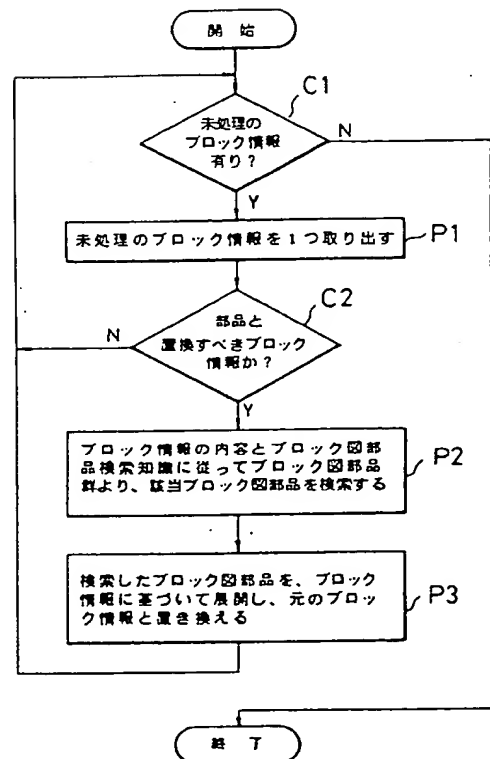 開始
C1
未処理の
ブロック情報
有り？
N
Y
未処理のブロック情報を1つ取り出す
P1
C2
部品と
置換すべきブロック
情報か？
N
Y
ブロック情報の内容とブロック図部
品検索知識に従ってブロック図部品
群より、該当ブロック図部品を検索する
P2
検索したブロック図部品を、ブロック
情報に基づいて展開し、元のブロッ
ク情報と置き換える
P3
終了